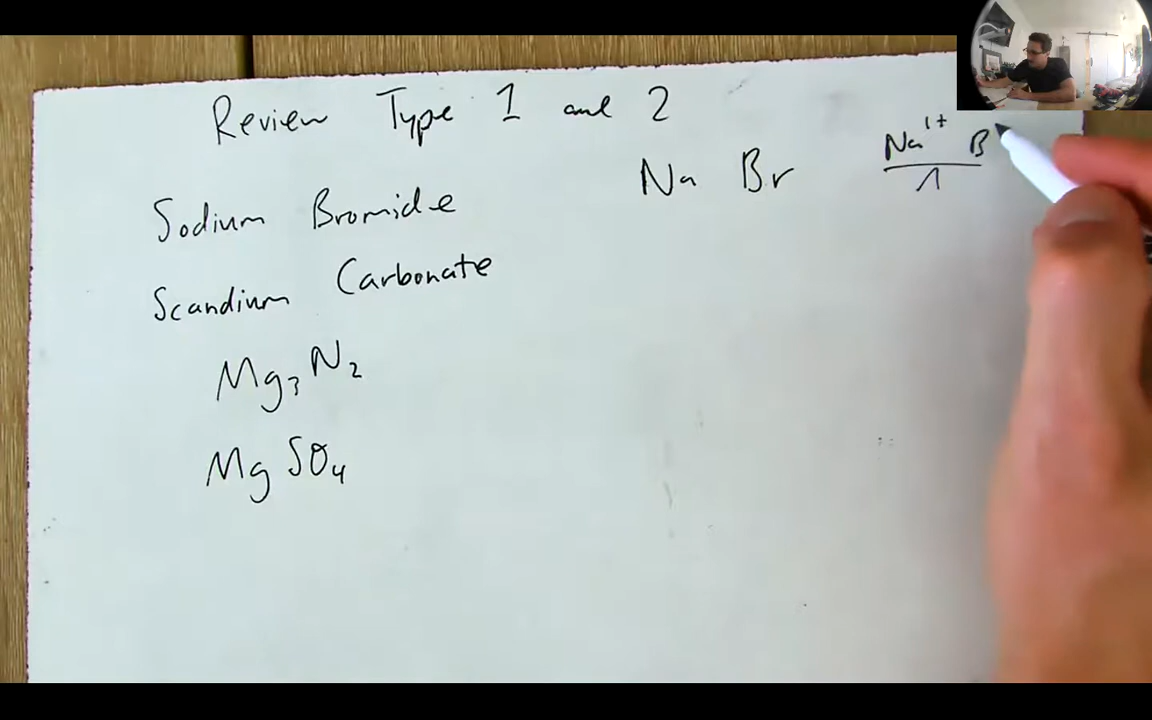 Review Type 1 and 2
Sodium Bromide Na Br Na¹⁺ B
1
Scandium Carbonate
Mg₃N₂
MgSO₄